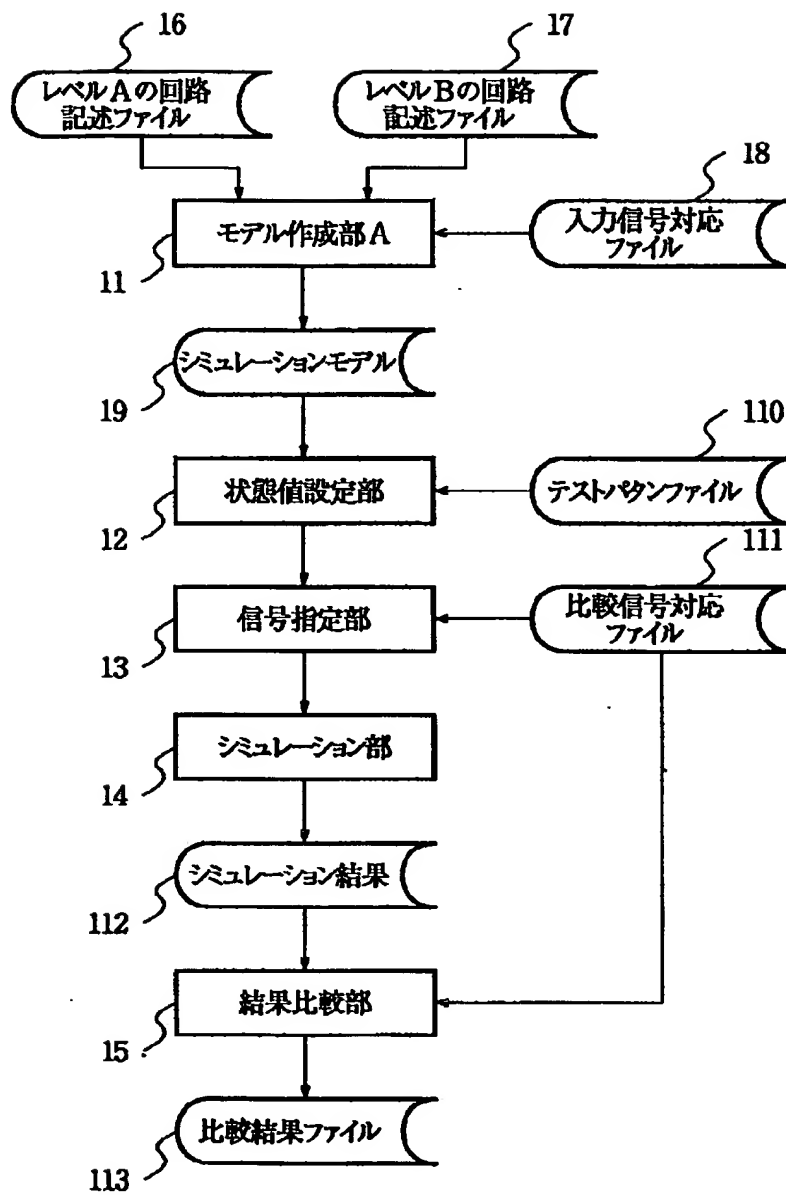 16
17
レベルAの回路
記述ファイル
レベルBの回路
記述ファイル
18
モデル作成部A
入力信号対応
ファイル
11
シミュレーションモデル
19
110
状態値設定部
テストパタンファイル
12
111
信号指定部
比較信号対応
ファイル
13
シミュレーション部
14
シミュレーション結果
112
結果比較部
15
比較結果ファイル
113